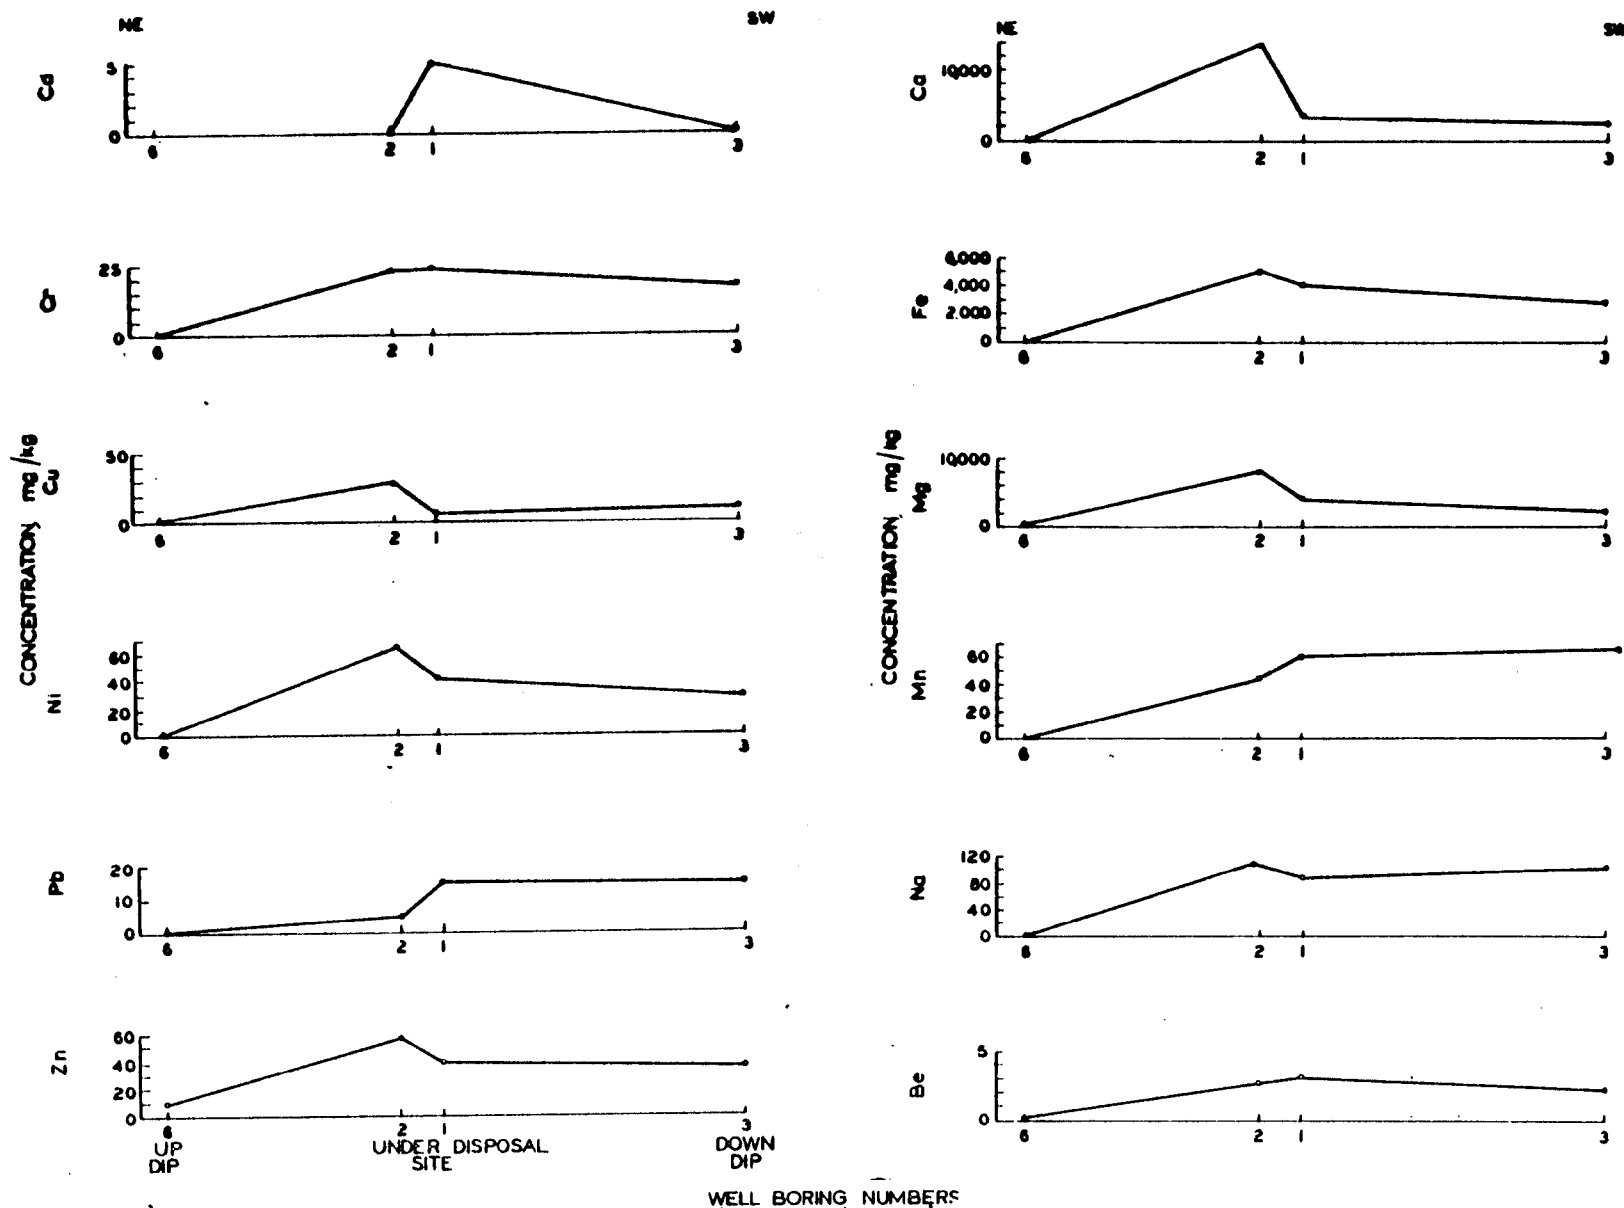 NE SW
Cd
5
0
6 2 1 3
Cr
25
0
6 2 1 3
CONCENTRATION, mg/kg
Cu
50
0
6 2 1 3
Ni
60
40
20
0
6 2 1 3
Pb
20
10
0
6 2 1 3
Zn
60
40
20
0
6 2 1 3
UP DIP
UNDER DISPOSAL SITE
DOWN DIP
NE SW
Ca
10,000
0
6 2 1 3
Fe
6,000
4,000
2,000
0
6 2 1 3
CONCENTRATION, mg/kg
Mg
10,000
0
6 2 1 3
Mn
60
40
20
0
6 2 1 3
Na
120
80
40
0
6 2 1 3
Be
5
0
6 2 1 3
WELL BORING NUMBERS